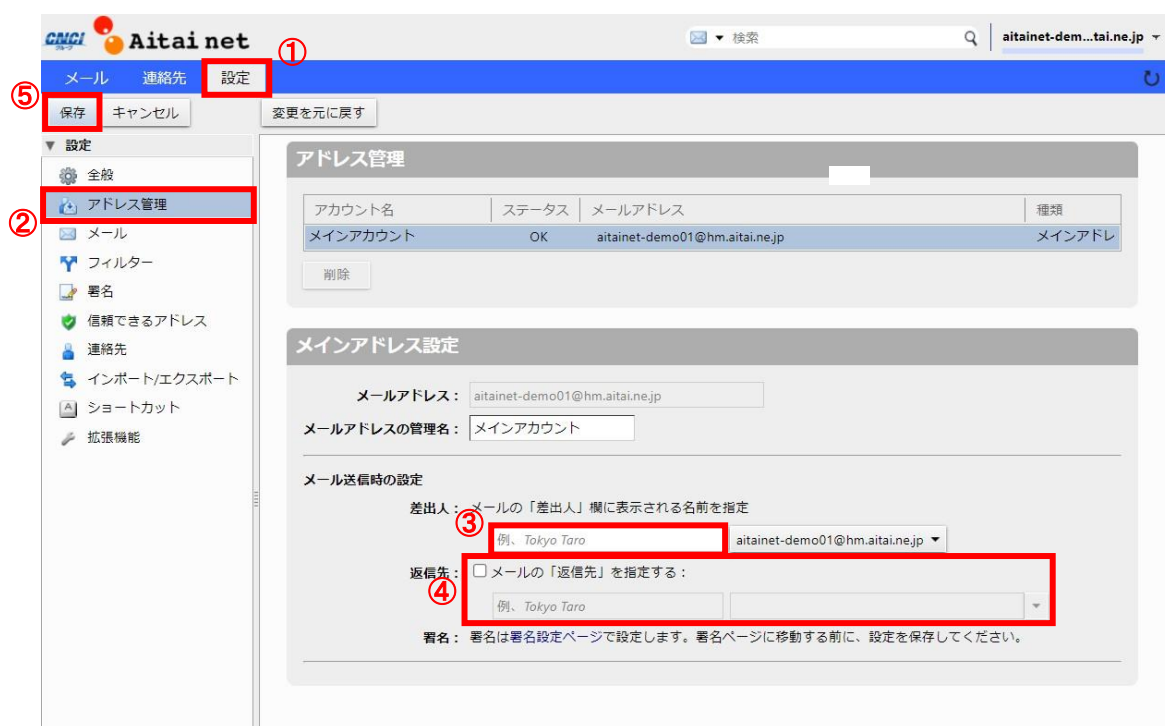 CNCI グループ Aitai net
検索
aitainet-dem...tai.ne.jp
①
メール 連絡先 設定
⑤
保存 キャンセル 変更を元に戻す
設定
全般
②
アドレス管理
メール
フィルター
署名
信頼できるアドレス
連絡先
インポート/エクスポート
ショートカット
拡張機能
アドレス管理
アカウント名 ステータス メールアドレス 種類
メインアカウント OK aitainet-demo01@hm.aitai.ne.jp メインアドレ
削除
メインアドレス設定
メールアドレス： aitainet-demo01@hm.aitai.ne.jp
メールアドレスの管理名： メインアカウント
メール送信時の設定
差出人： メールの「差出人」欄に表示される名前を指定
③
例、Tokyo Taro aitainet-demo01@hm.aitai.ne.jp
返信先： メールの「返信先」を指定する：
④
例、Tokyo Taro
署名： 署名は署名設定ページで設定します。署名ページに移動する前に、設定を保存してください。